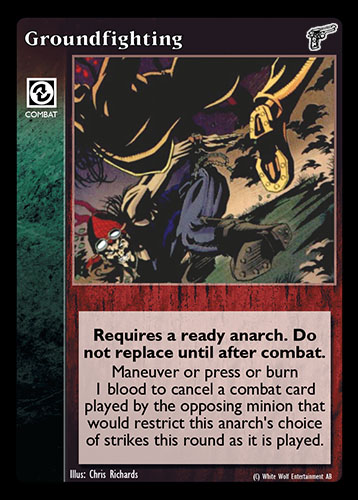 Groundfighting
COMBAT
Requires a ready anarch. Do
not replace until after combat.
Maneuver or press or burn
1 blood to cancel a combat card
played by the opposing minion that
would restrict this anarch's choice
of strikes this round as it is played.
Illus: Chris Richards
(C) White Wolf Entertainment AB